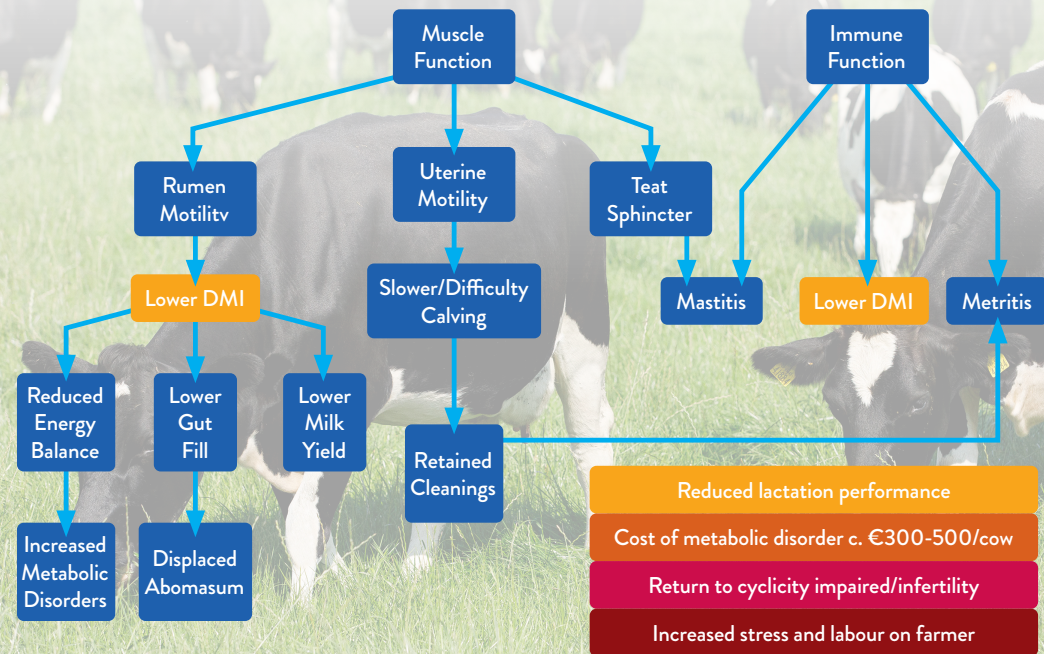 Muscle
Function
Immune
Function
Rumen
Motility
Uterine
Motility
Teat
Sphincter
Lower DMI
Slower/Difficulty
Calving
Mastitis
Lower DMI
Metritis
Reduced
Energy
Balance
Lower
Gut
Fill
Lower
Milk
Yield
Retained
Cleanings
Increased
Metabolic
Disorders
Displaced
Abomasum
Reduced lactation performance
Cost of metabolic disorder c. €300-500/cow
Return to cyclicity impaired/infertility
Increased stress and labour on farmer